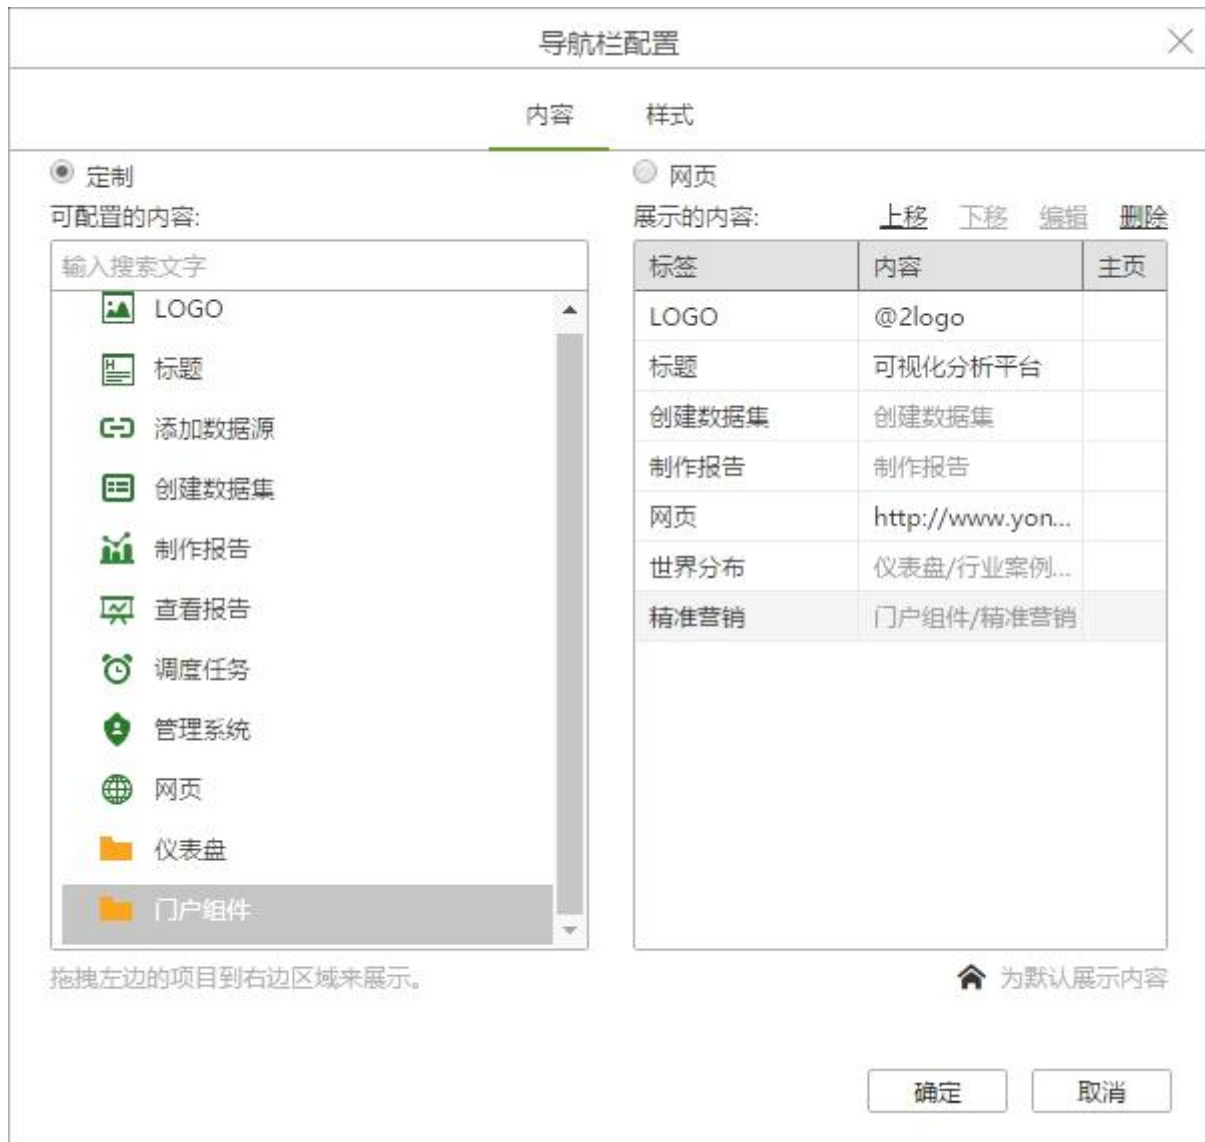 导航栏配置
内容 样式
定制
可配置的内容:
输入搜索文字
LOGO
标题
添加数据源
创建数据集
制作报告
查看报告
调度任务
管理系统
网页
仪表盘
门户组件
拖拽左边的项目到右边区域来展示。
网页
展示的内容: 上移 下移 编辑 删除
标签 内容 主页
LOGO @2logo
标题 可视化分析平台
创建数据集 创建数据集
制作报告 制作报告
网页 http://www.yon...
世界分布 仪表盘/行业案例...
精准营销 门户组件/精准营销
为默认展示内容
确定 取消